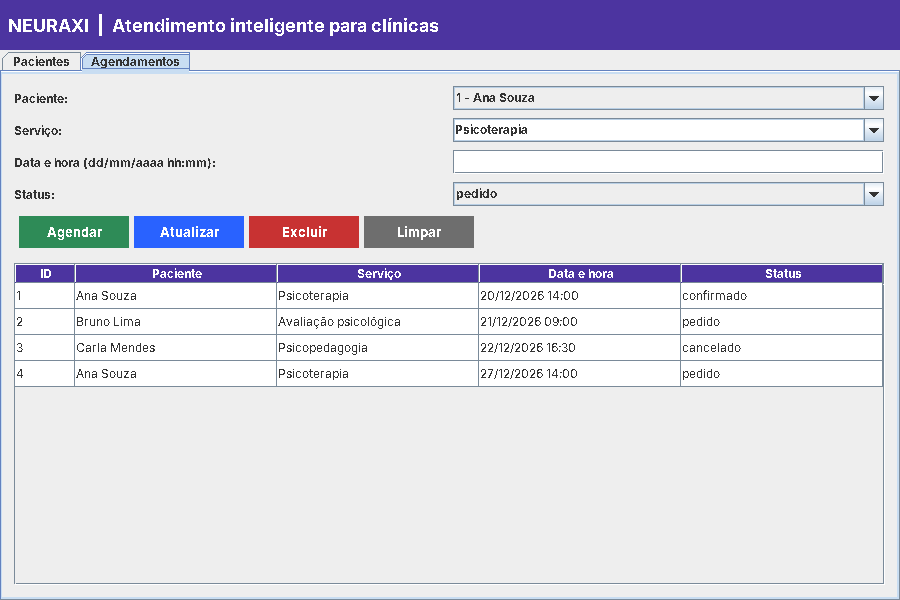 NEURAXI | Atendimento inteligente para clínicas
Pacientes Agendamentos
Paciente: 1 - Ana Souza
Serviço: Psicoterapia
Data e hora (dd/mm/aaaa hh:mm):
Status: pedido
Agendar Atualizar Excluir Limpar
ID Paciente Serviço Data e hora Status
1 Ana Souza Psicoterapia 20/12/2026 14:00 confirmado
2 Bruno Lima Avaliação psicológica 21/12/2026 09:00 pedido
3 Carla Mendes Psicopedagogia 22/12/2026 16:30 cancelado
4 Ana Souza Psicoterapia 27/12/2026 14:00 pedido